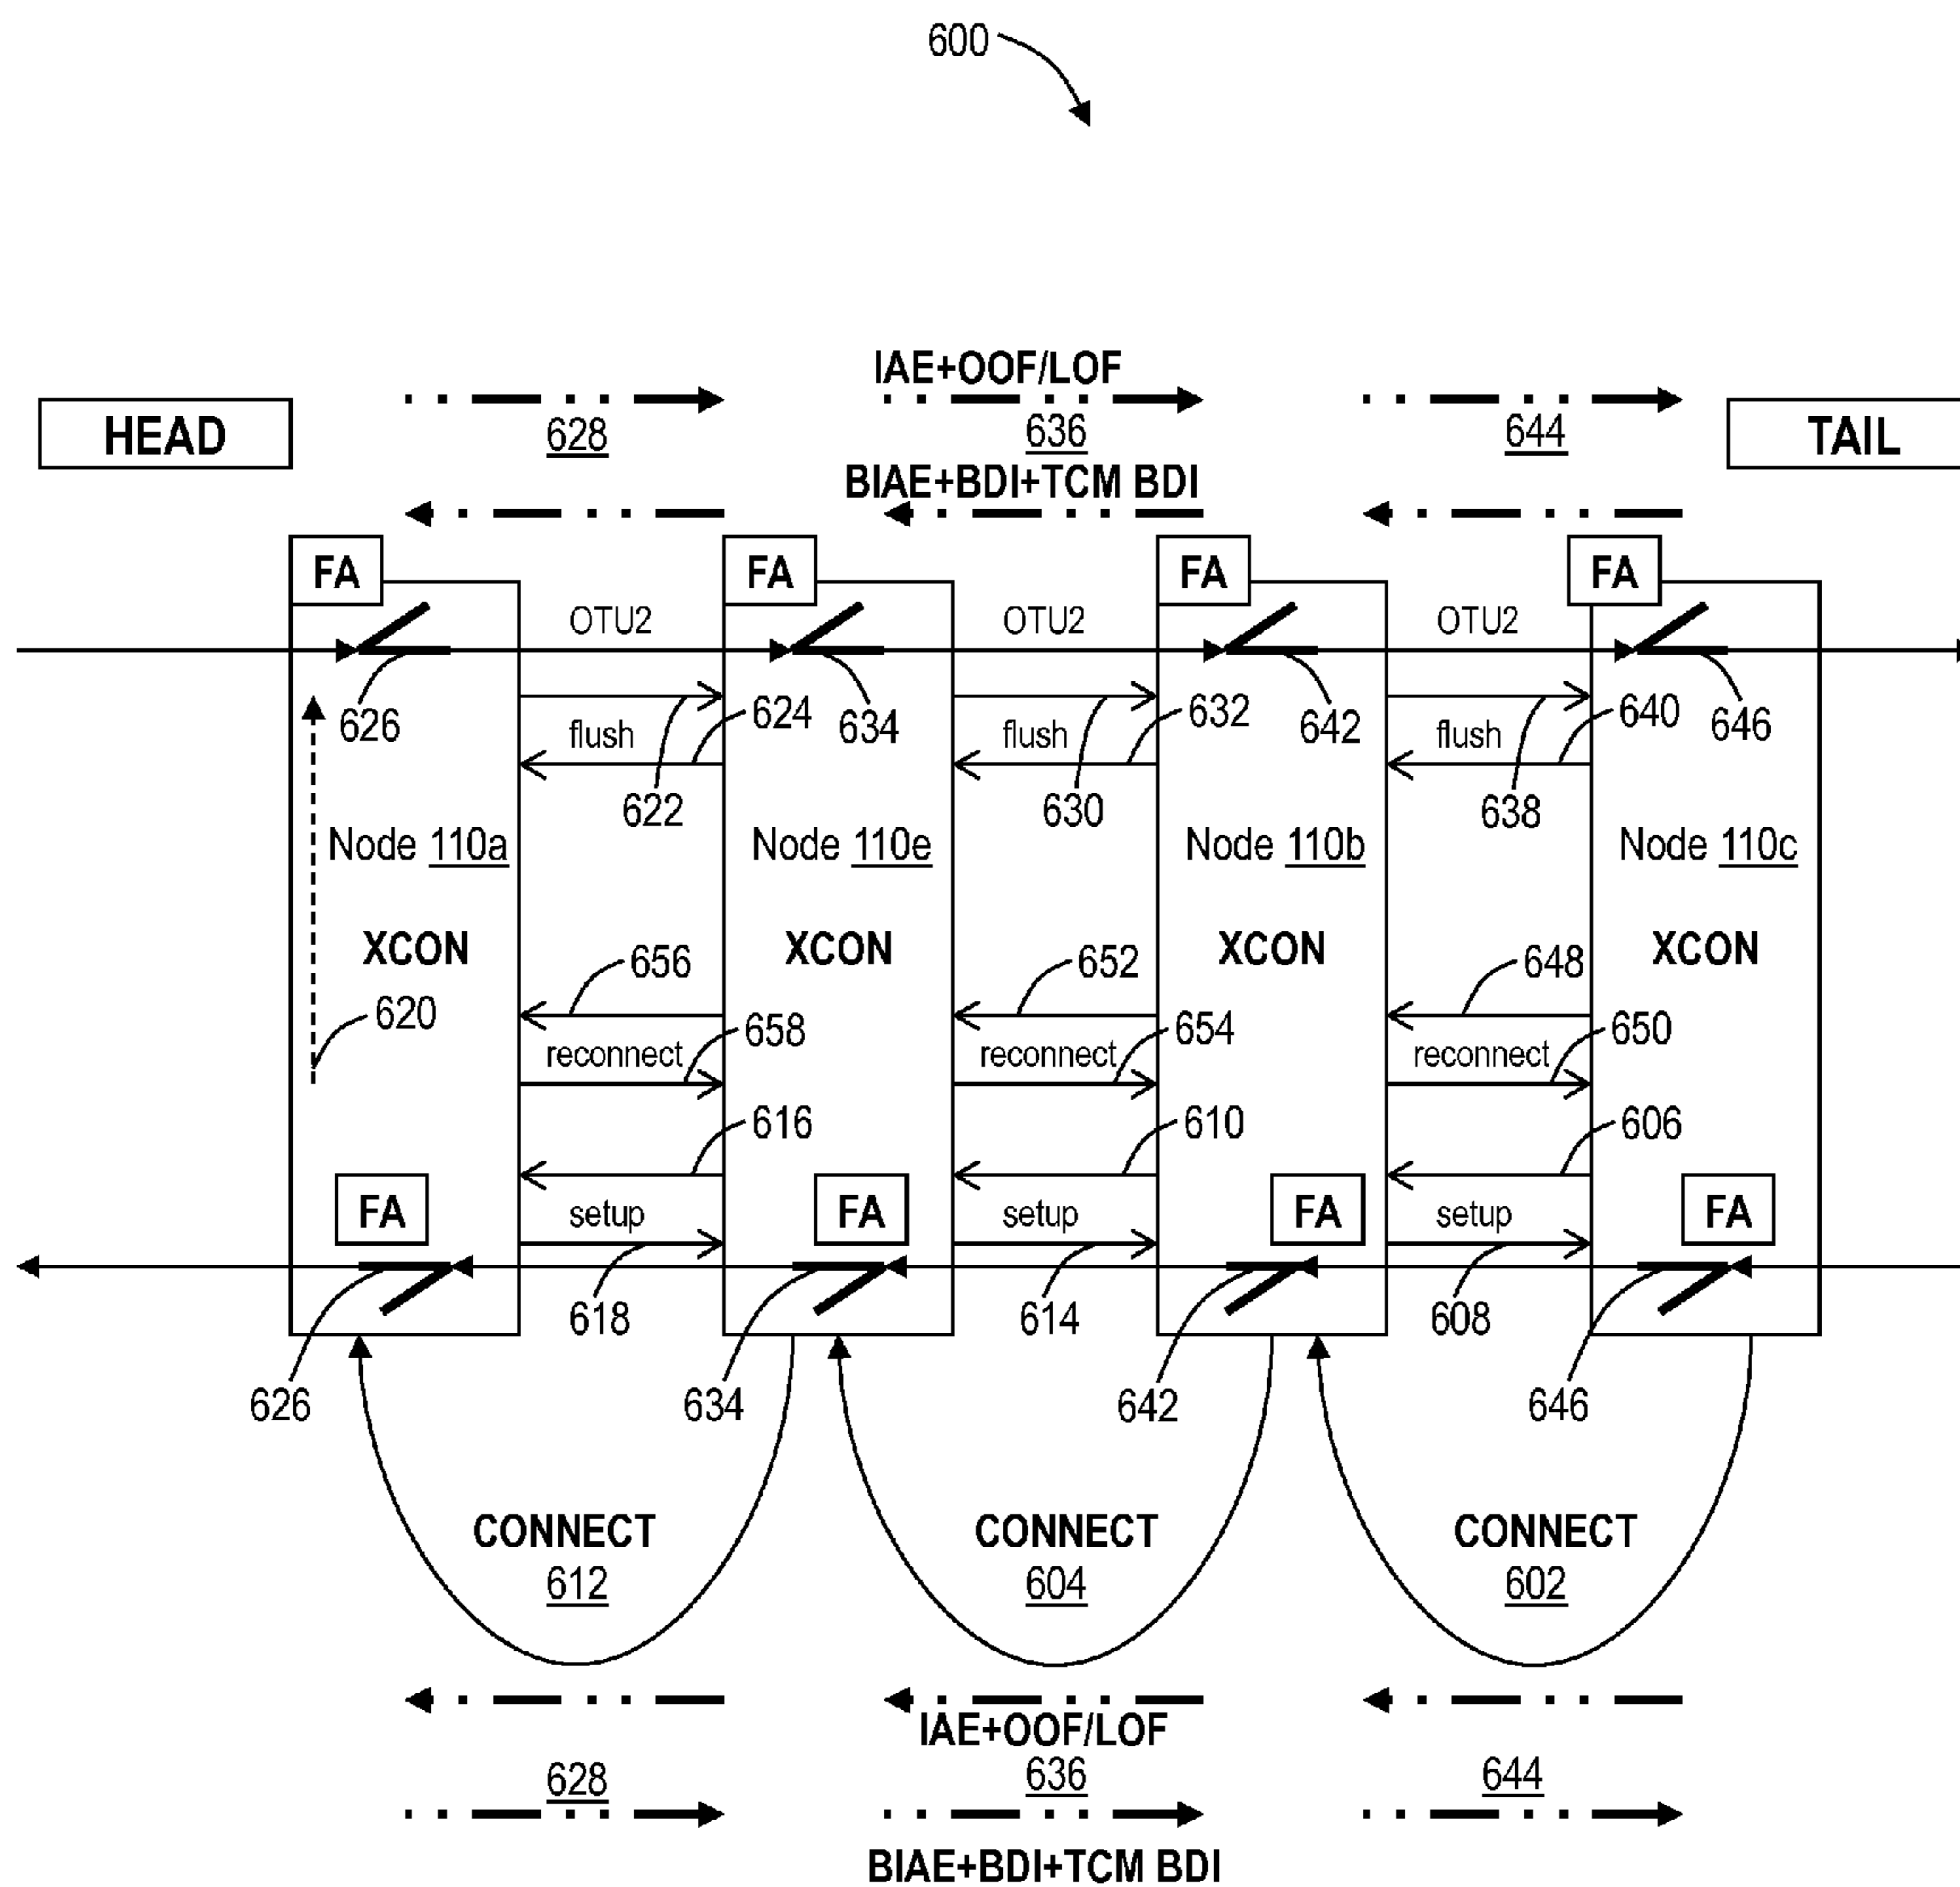 600
IAE+OOF/LOF
HEAD
628
636
644
TAIL
BIAE+BDI+TCM BDI
FA
FA
FA
FA
OTU2
OTU2
OTU2
626
624
634
632
642
640
646
flush
flush
flush
622
630
638
Node 110a
Node 110e
Node 110b
Node 110c
XCON
XCON
XCON
XCON
656
652
648
620
658
654
650
reconnect
reconnect
reconnect
616
610
606
FA
setup
FA
setup
FA
setup
FA
618
614
608
626
634
642
646
CONNECT
612
CONNECT
604
CONNECT
602
IAE+OOF/LOF
628
636
644
BIAE+BDI+TCM BDI